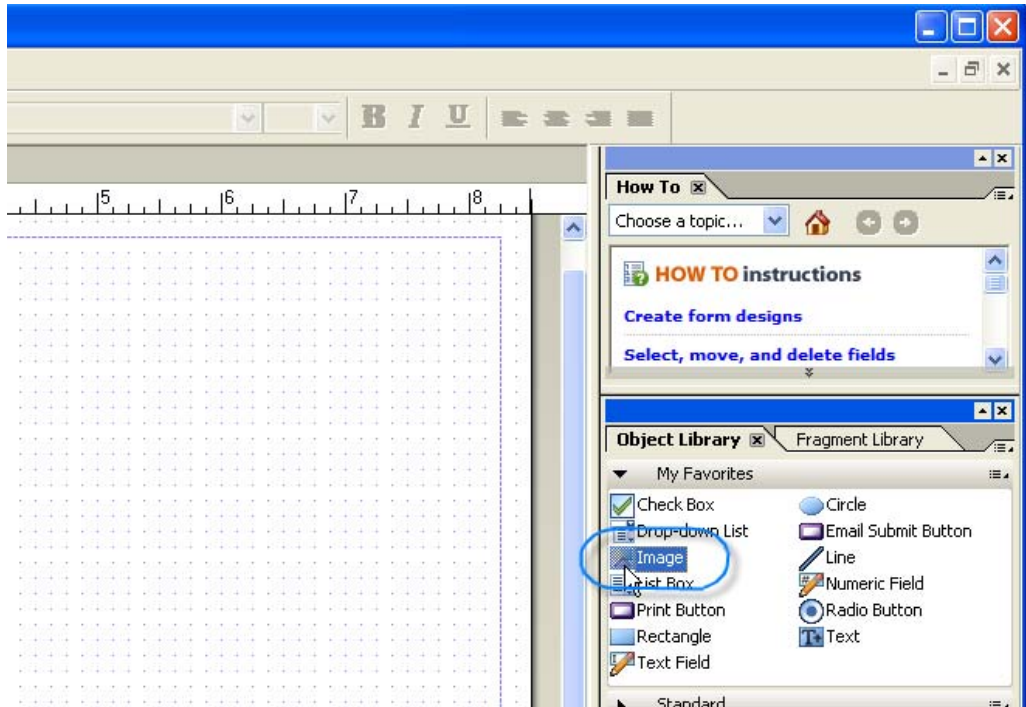 B I U
5 6 7 8
How To
Choose a topic...
HOW TO instructions
Create form designs
Select, move, and delete fields
Object Library Fragment Library
My Favorites
Check Box Circle
Drop-down List Email Submit Button
Image Line
List Box Numeric Field
Print Button Radio Button
Rectangle Text
Text Field
Standard